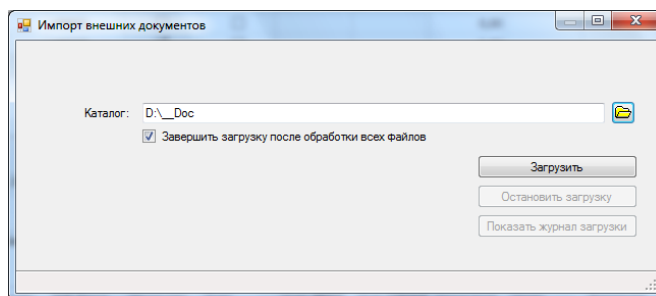 Импорт внешних документов
Каталог: D:\__Doc
Завершить загрузку после обработки всех файлов
Загрузить
Остановить загрузку
Показать журнал загрузки